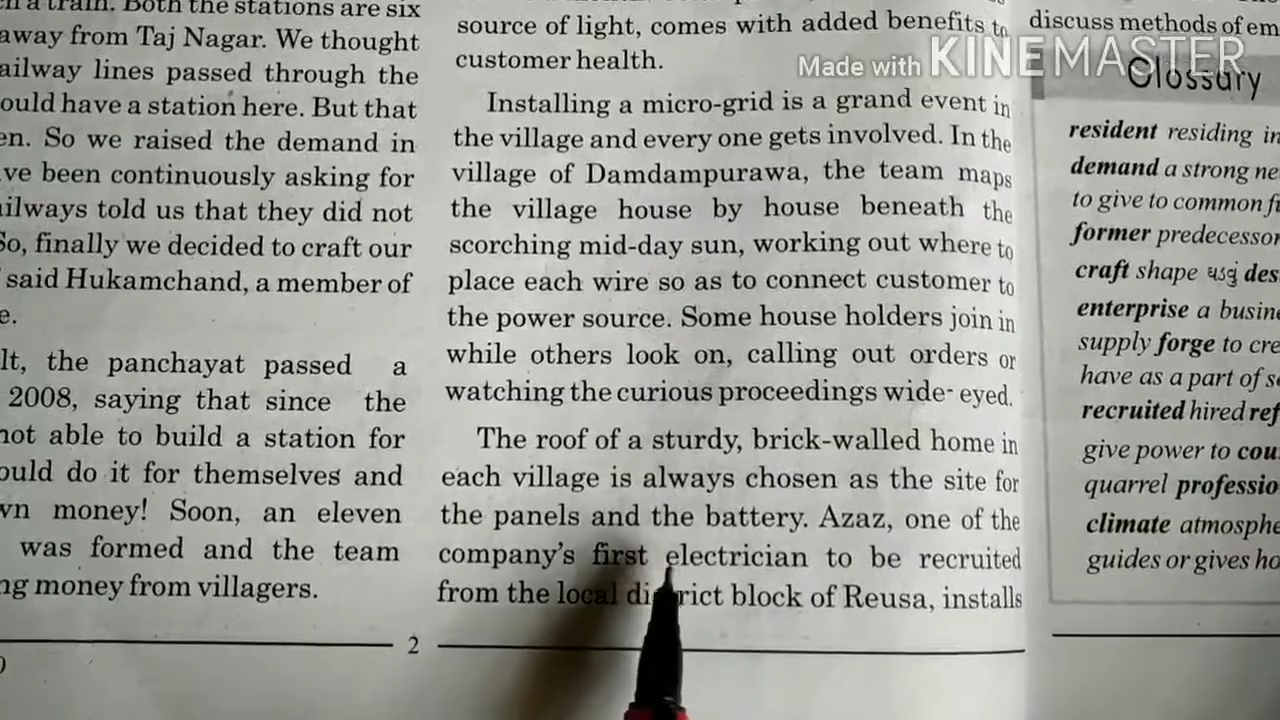 a train. Both the stations are six
away from Taj Nagar. We thought
ailway lines passed through the
ould have a station here. But that
en. So we raised the demand in
ve been continuously asking for
ilways told us that they did not
So, finally we decided to craft our
said Hukamchand, a member of
e.
lt, the panchayat passed a
2008, saying that since the
not able to build a station for
ould do it for themselves and
wn money! Soon, an eleven
was formed and the team
ng money from villagers.
source of light, comes with added benefits to
customer health.
Installing a micro-grid is a grand event in
the village and every one gets involved. In the
village of Damdampurawa, the team maps
the village house by house beneath the
scorching mid-day sun, working out where to
place each wire so as to connect customer to
the power source. Some house holders join in
while others look on, calling out orders or
watching the curious proceedings wide- eyed.
The roof of a sturdy, brick-walled home in
each village is always chosen as the site for
the panels and the battery. Azaz, one of the
company's first electrician to be recruited
from the local district block of Reusa, installs
2
discuss methods of em
Made with KINEMASTER
Glossary
resident residing in
demand a strong ne
to give to common fu
former predecessor
craft shape ઘડવું des
enterprise a busine
supply forge to cre
have as a part of s
recruited hired ref
give power to cou
quarrel professio
climate atmosphe
guides or gives ho